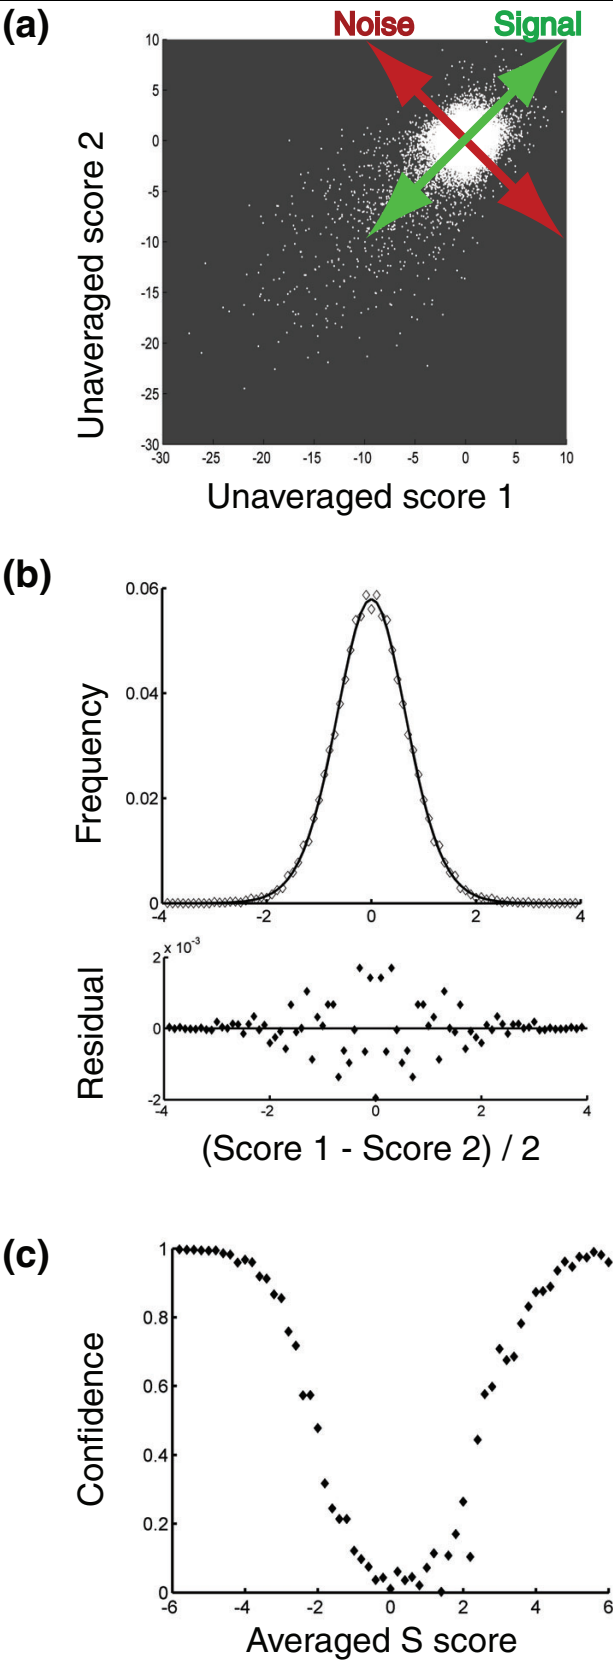 (a)
Noise Signal
10
5
0
-5
-10
-15
-20
-25
-30
Unaveraged score 2
-30 -25 -20 -15 -10 -5 0 5 10
Unaveraged score 1
(b)
0.06
0.04
0.02
0
Frequency
-4 -2 0 2 4
2 x 10-3
0
-2
Residual
-4 -2 0 2 4
(Score 1 - Score 2) / 2
(c)
1
0.8
0.6
0.4
0.2
0
Confidence
-6 -4 -2 0 2 4 6
Averaged S score